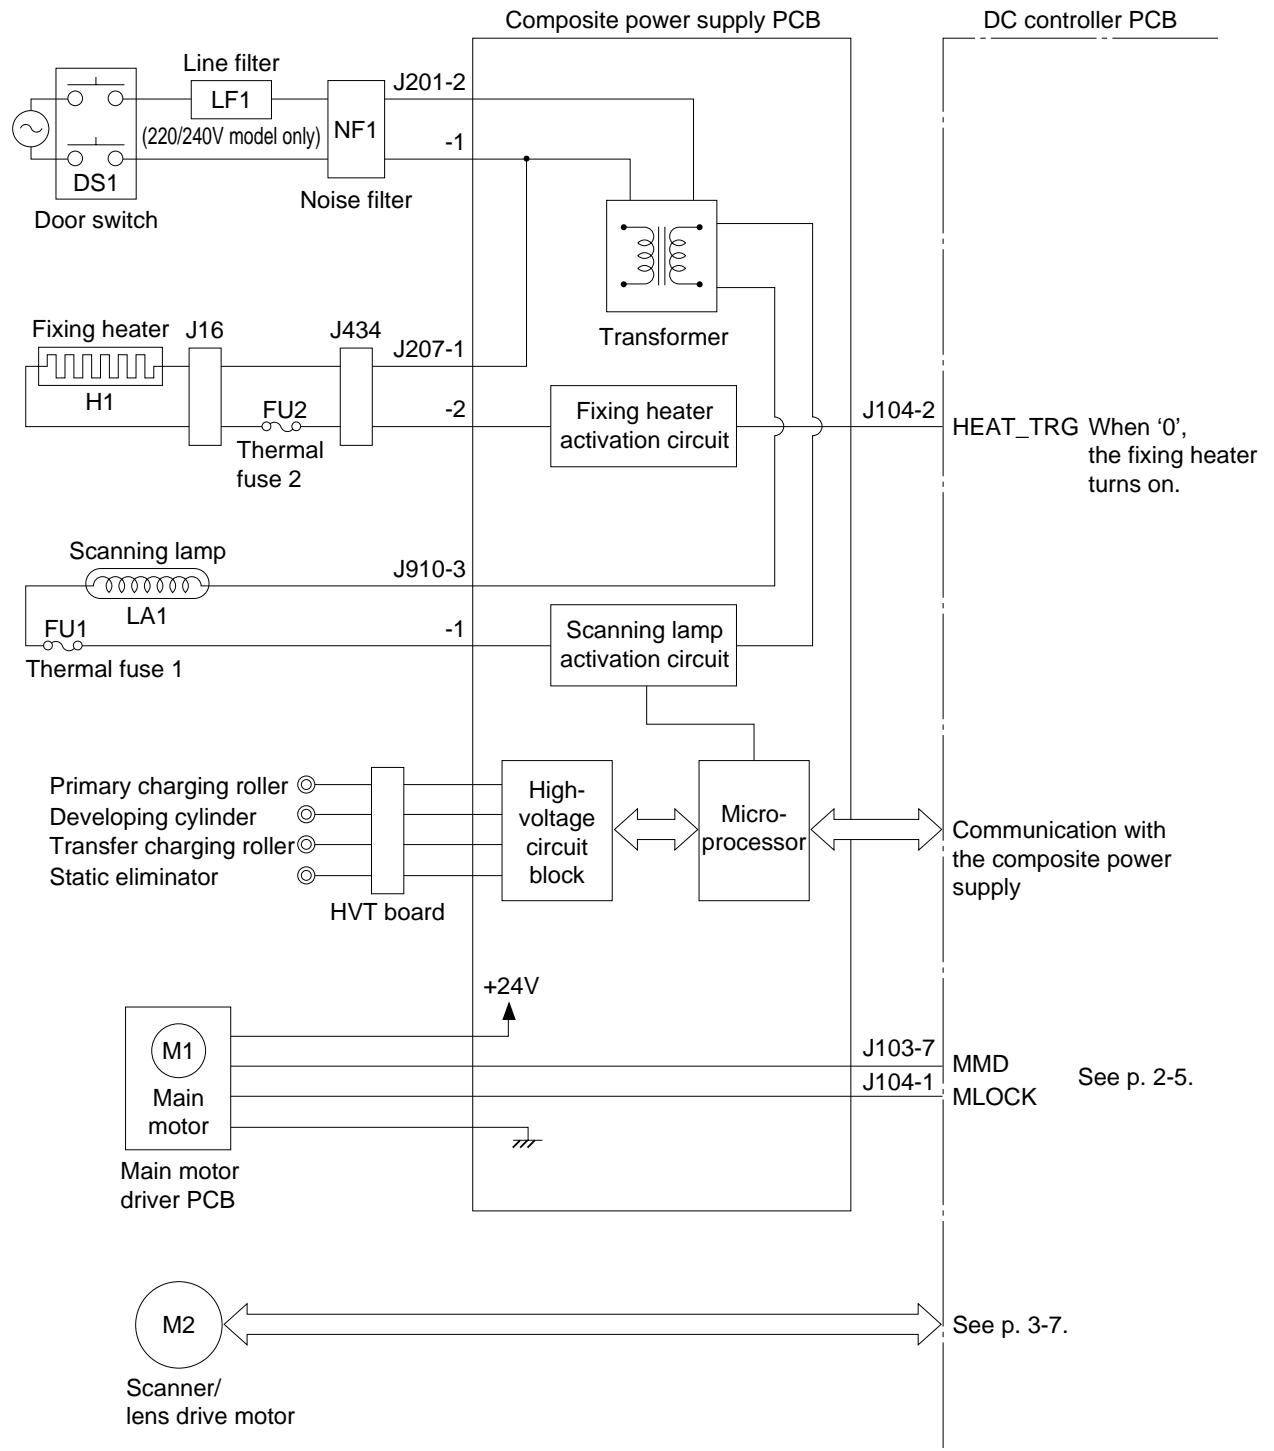 Composite power supply PCB
DC controller PCB
Line filter
LF1
(220/240V model only)
NF1
Noise filter
DS1
Door switch
J201-2
-1
Transformer
Fixing heater
H1
J16
FU2
Thermal
fuse 2
J434
J207-1
-2
Fixing heater
activation circuit
J104-2
HEAT_TRG
When ‘0’,
the fixing heater
turns on.
Scanning lamp
LA1
FU1
Thermal fuse 1
J910-3
-1
Scanning lamp
activation circuit
Primary charging roller
Developing cylinder
Transfer charging roller
Static eliminator
HVT board
High-
voltage
circuit
block
Micro-
processor
Communication with
the composite power
supply
+24V
M1
Main
motor
Main motor
driver PCB
J103-7
MMD
J104-1
MLOCK
See p. 2-5.
M2
Scanner/
lens drive motor
See p. 3-7.